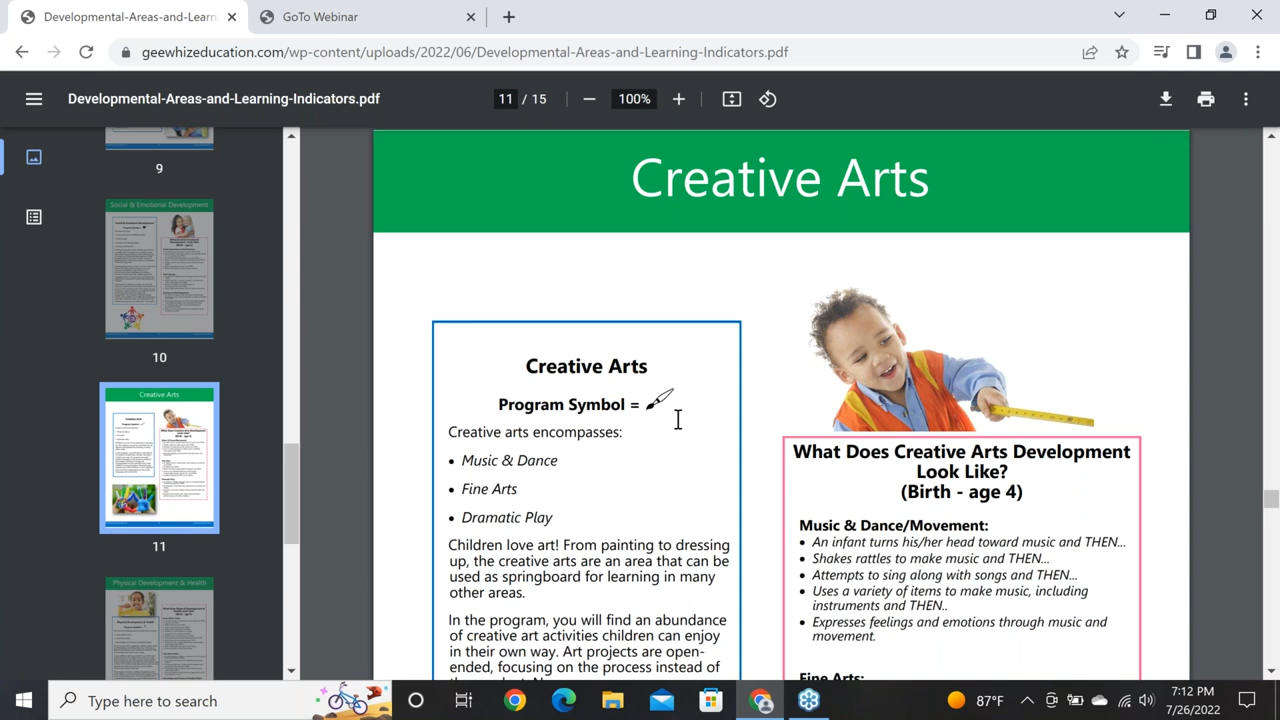 Developmental-Areas-and-Learn
GoTo Webinar
geewhizeducation.com/wp-content/uploads/2022/06/Developmental-Areas-and-Learning-Indicators.pdf
Developmental-Areas-and-Learning-Indicators.pdf
11 / 15
100%
9
Social & Emotional Development
10
Creative Arts
11
Physical Development & Health
Creative Arts
Creative Arts
Program Symbol =
Creative arts encompasses:
• Music & Dance
• Fine Arts
• Dramatic Play
Children love art! From painting to dressing
up, the creative arts are an area that can be
used as springboard for learning in many
other areas.
In the program, you will find an abundance
of creative art activities children can enjoy
in their own way. Art projects are open-
ended, focusing on the process instead of
What Does Creative Arts Development
Look Like?
(Birth - age 4)
Music & Dance/Movement:
• An infant turns his/her head toward music and THEN...
• Shakes rattles to make music and THEN...
• Attempts to sing along with songs and THEN...
• Uses a variety of items to make music, including
instruments and THEN..
• Expresses feelings and emotions through music and
movement.
Fine Arts:
Type here to search
87°F
7:12 PM
7/26/2022